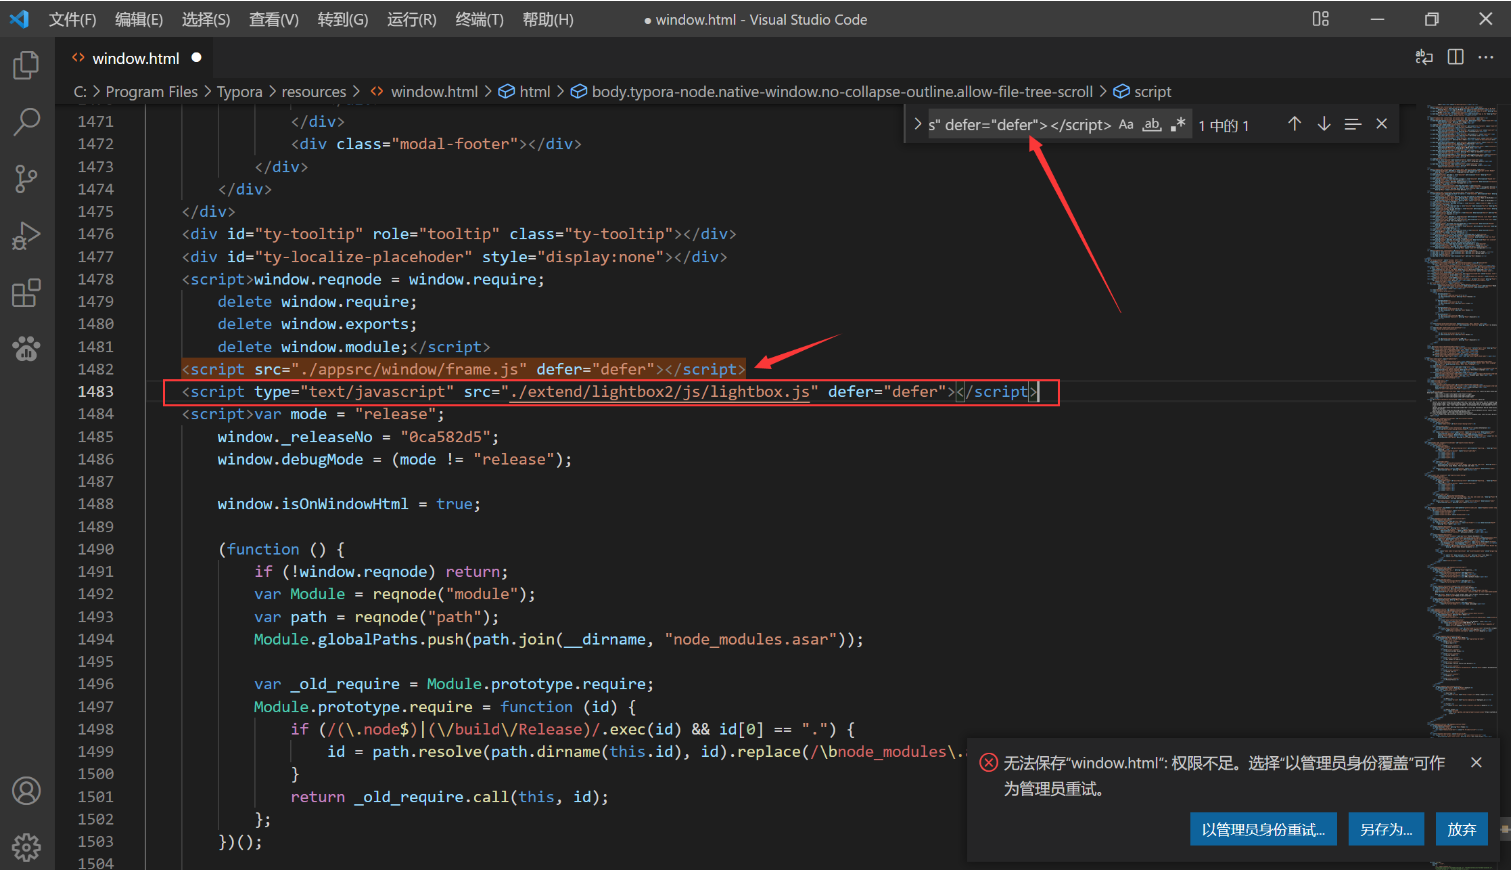 文件(F) 编辑(E) 选择(S) 查看(V) 转到(G) 运行(R) 终端(T) 帮助(H) ● window.html - Visual Studio Code
<> window.html ●
C: > Program Files > Typora > resources > <> window.html > html > body.typora-node.native-window.no-collapse-outline.allow-file-tree-scroll > script
s" defer="defer"></script> Aa ab .* 1 中的 1
1471 </div>
1472 <div class="modal-footer"></div>
1473 </div>
1474 </div>
1475 </div>
1476 <div id="ty-tooltip" role="tooltip" class="ty-tooltip"></div>
1477 <div id="ty-localize-placehoder" style="display:none"></div>
1478 <script>window.reqnode = window.require;
1479 delete window.require;
1480 delete window.exports;
1481 delete window.module;</script>
1482 <script src="./appsrc/window/frame.js" defer="defer"></script>
1483 <script type="text/javascript" src="./extend/lightbox2/js/lightbox.js" defer="defer"></script>
1484 <script>var mode = "release";
1485 window._releaseNo = "0ca582d5";
1486 window.debugMode = (mode != "release");
1487
1488 window.isOnWindowHtml = true;
1489
1490 (function () {
1491 if (!window.reqnode) return;
1492 var Module = reqnode("module");
1493 var path = reqnode("path");
1494 Module.globalPaths.push(path.join(__dirname, "node_modules.asar"));
1495
1496 var _old_require = Module.prototype.require;
1497 Module.prototype.require = function (id) {
1498 if (/(\.node$)|(\/build\/Release)/.exec(id) && id[0] == ".") {
1499 id = path.resolve(path.dirname(this.id), id).replace(/\bnode_modules\.
1500 }
1501 return _old_require.call(this, id);
1502 };
1503 })();
1504
无法保存“window.html”: 权限不足。选择“以管理员身份覆盖”可作
为管理员重试。
以管理员身份重试... 另存为... 放弃